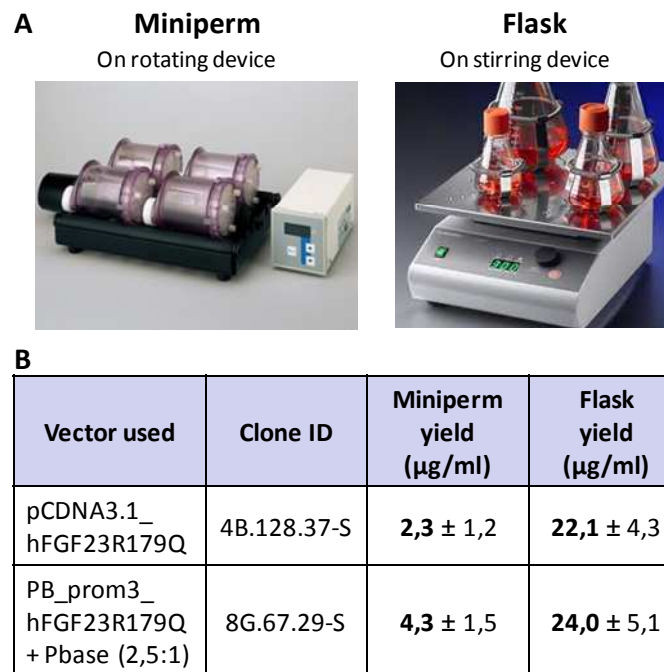 A
Miniperm
On rotating device
Flask
On stirring device
300
B
Vector used
Clone ID
Miniperm
yield
(μg/ml)
Flask
yield
(μg/ml)
pCDNA3.1_
hFGF23R179Q
4B.128.37-S
2,3 ± 1,2
22,1 ± 4,3
PB_prom3_
hFGF23R179Q
+ Pbase (2,5:1)
8G.67.29-S
4,3 ± 1,5
24,0 ± 5,1